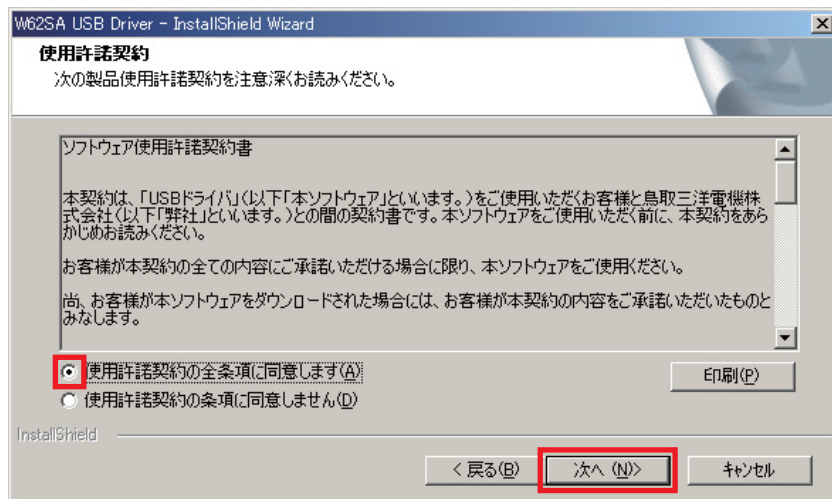 W62SA USB Driver - InstallShield Wizard
使用許諾契約
次の製品使用許諾契約を注意深くお読みください。
ソフトウェア使用許諾契約書
本契約は、「USBドライバ」(以下「本ソフトウェア」といいます。)をご使用いただくお客様と鳥取三洋電機株
式会社(以下「弊社」といいます。)との間の契約書です。本ソフトウェアをご使用いただく前に、本契約をあら
かじめお読みください。
お客様が本契約の全ての内容にご承諾いただける場合に限り、本ソフトウェアをご使用ください。
尚、お客様が本ソフトウェアをダウンロードされた場合には、お客様が本契約の内容をご承諾いただいたものと
みなします。
使用許諾契約の全条項に同意します(A)
印刷(P)
使用許諾契約の条項に同意しません(D)
InstallShield
< 戻る(B)
次へ (N)>
キャンセル